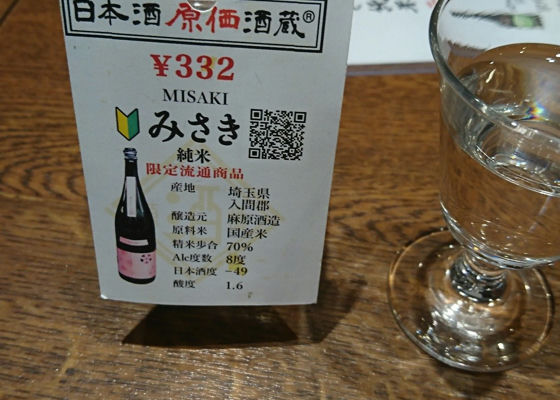 日本酒原価酒蔵®
¥332
MISAKI
みさき
純米
限定流通商品
産地 埼玉県
入間郡
醸造元 麻原酒造
原料米 国産米
精米歩合 70%
Alc度数 8度
日本酒度 -49
酸度 1.6